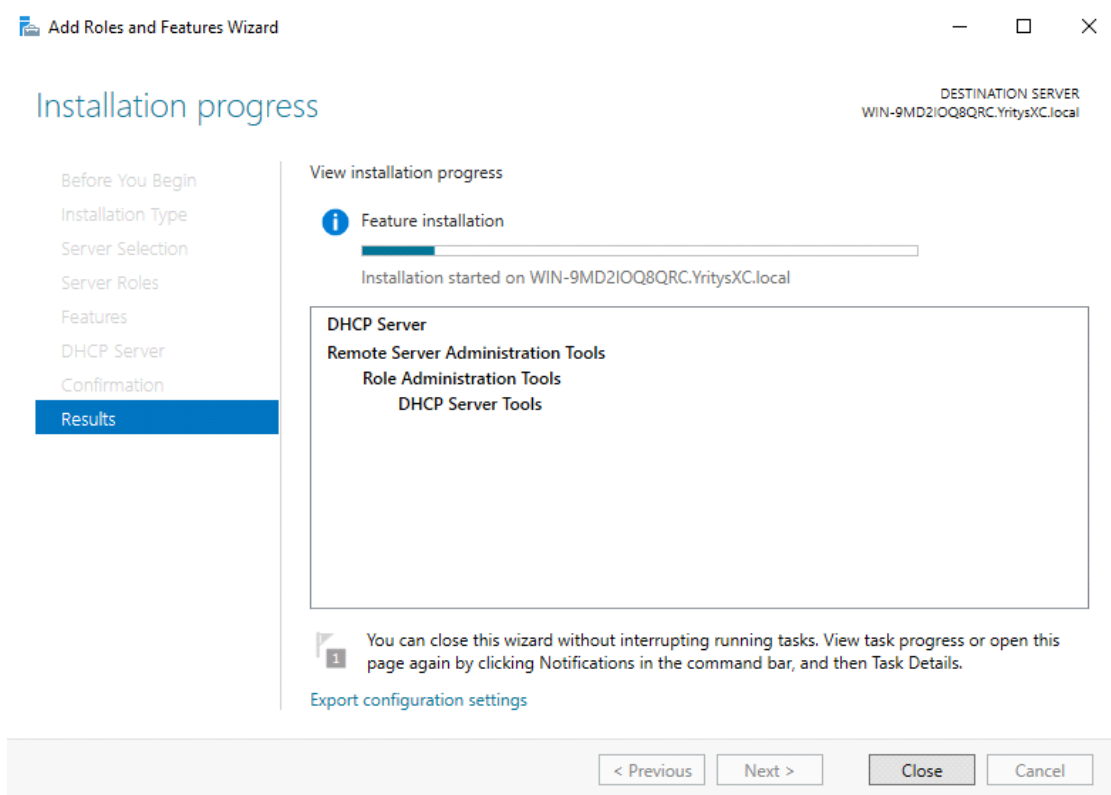 Add Roles and Features Wizard
Installation progress
DESTINATION SERVER
WIN-9MD2IOQ8QRC.YritysXC.local
Before You Begin
Installation Type
Server Selection
Server Roles
Features
DHCP Server
Confirmation
Results
View installation progress
Feature installation
Installation started on WIN-9MD2IOQ8QRC.YritysXC.local
DHCP Server
Remote Server Administration Tools
Role Administration Tools
DHCP Server Tools
1
You can close this wizard without interrupting running tasks. View task progress or open this
page again by clicking Notifications in the command bar, and then Task Details.
Export configuration settings
< Previous
Next >
Close
Cancel